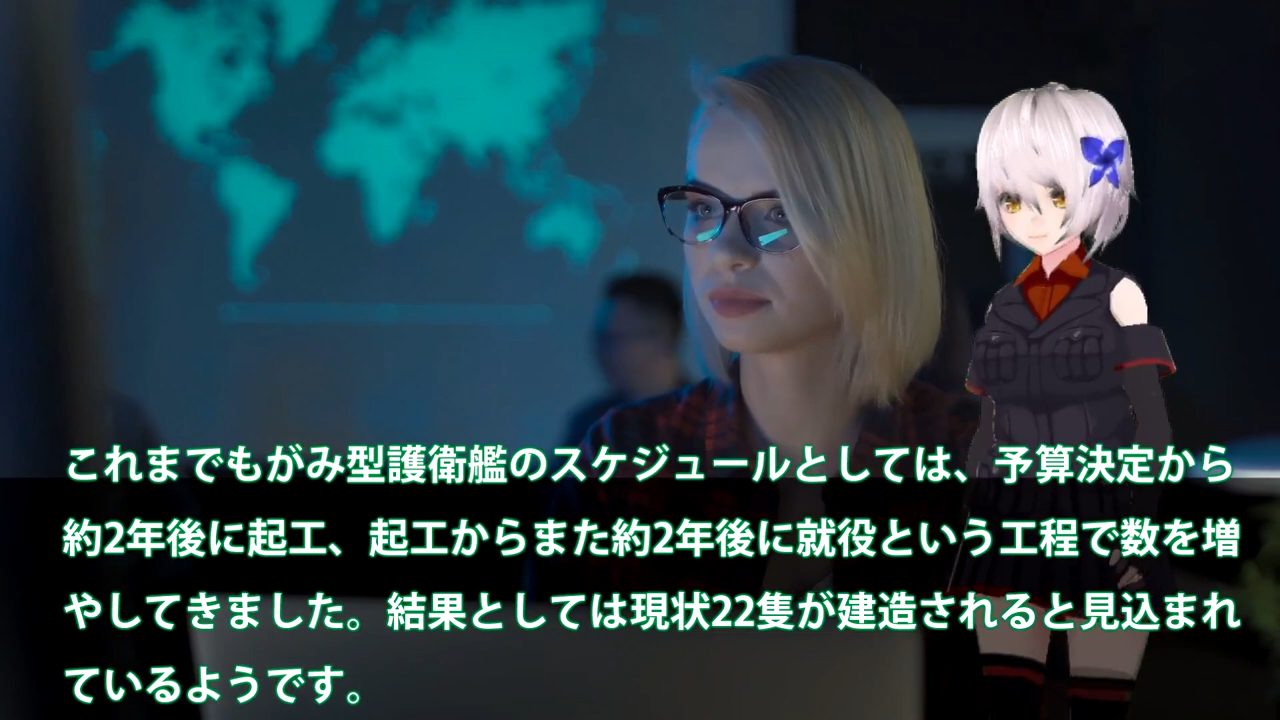 これまでもがみ型護衛艦のスケジュールとしては、予算決定から
約2年後に起工、起工からまた約2年後に就役という工程で数を増
やしてきました。結果としては現状22隻が建造されると見込まれ
ているようです。